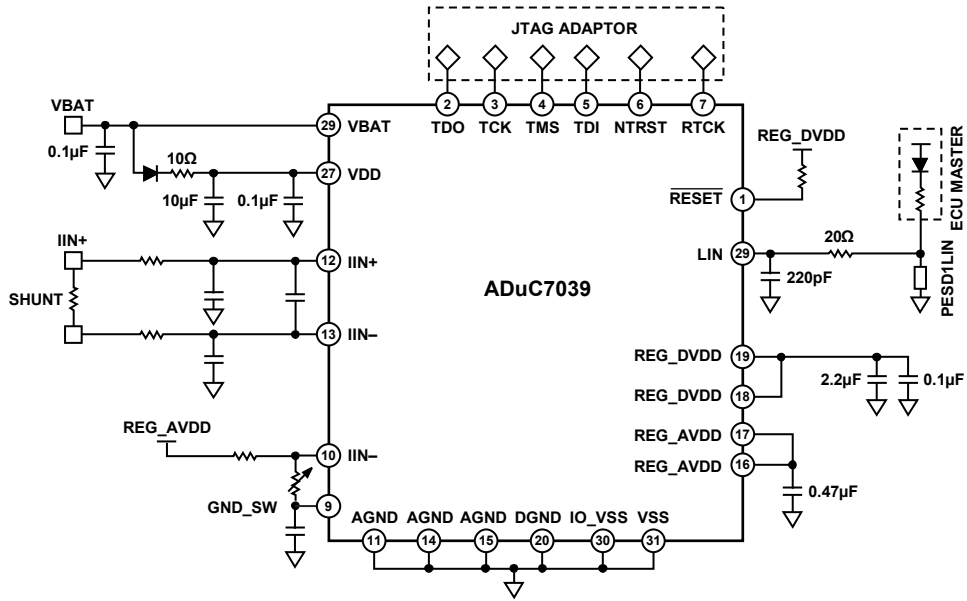 JTAG ADAPTOR
2 3 4 5 6 7
TDO TCK TMS TDI NTRST RTCK
VBAT
29 VBAT
0.1µF
10Ω
27 VDD
10µF 0.1µF
IIN+
12 IIN+
SHUNT
13 IIN–
REG_AVDD
10 IIN–
GND_SW
9
ADuC7039
REG_DVDD
RESET 1
ECU MASTER
LIN 29
20Ω
220pF
PESD1LIN
REG_DVDD 19
2.2µF 0.1µF
REG_DVDD 18
REG_AVDD 17
REG_AVDD 16
0.47µF
AGND AGND AGND DGND IO_VSS VSS
11 14 15 20 30 31